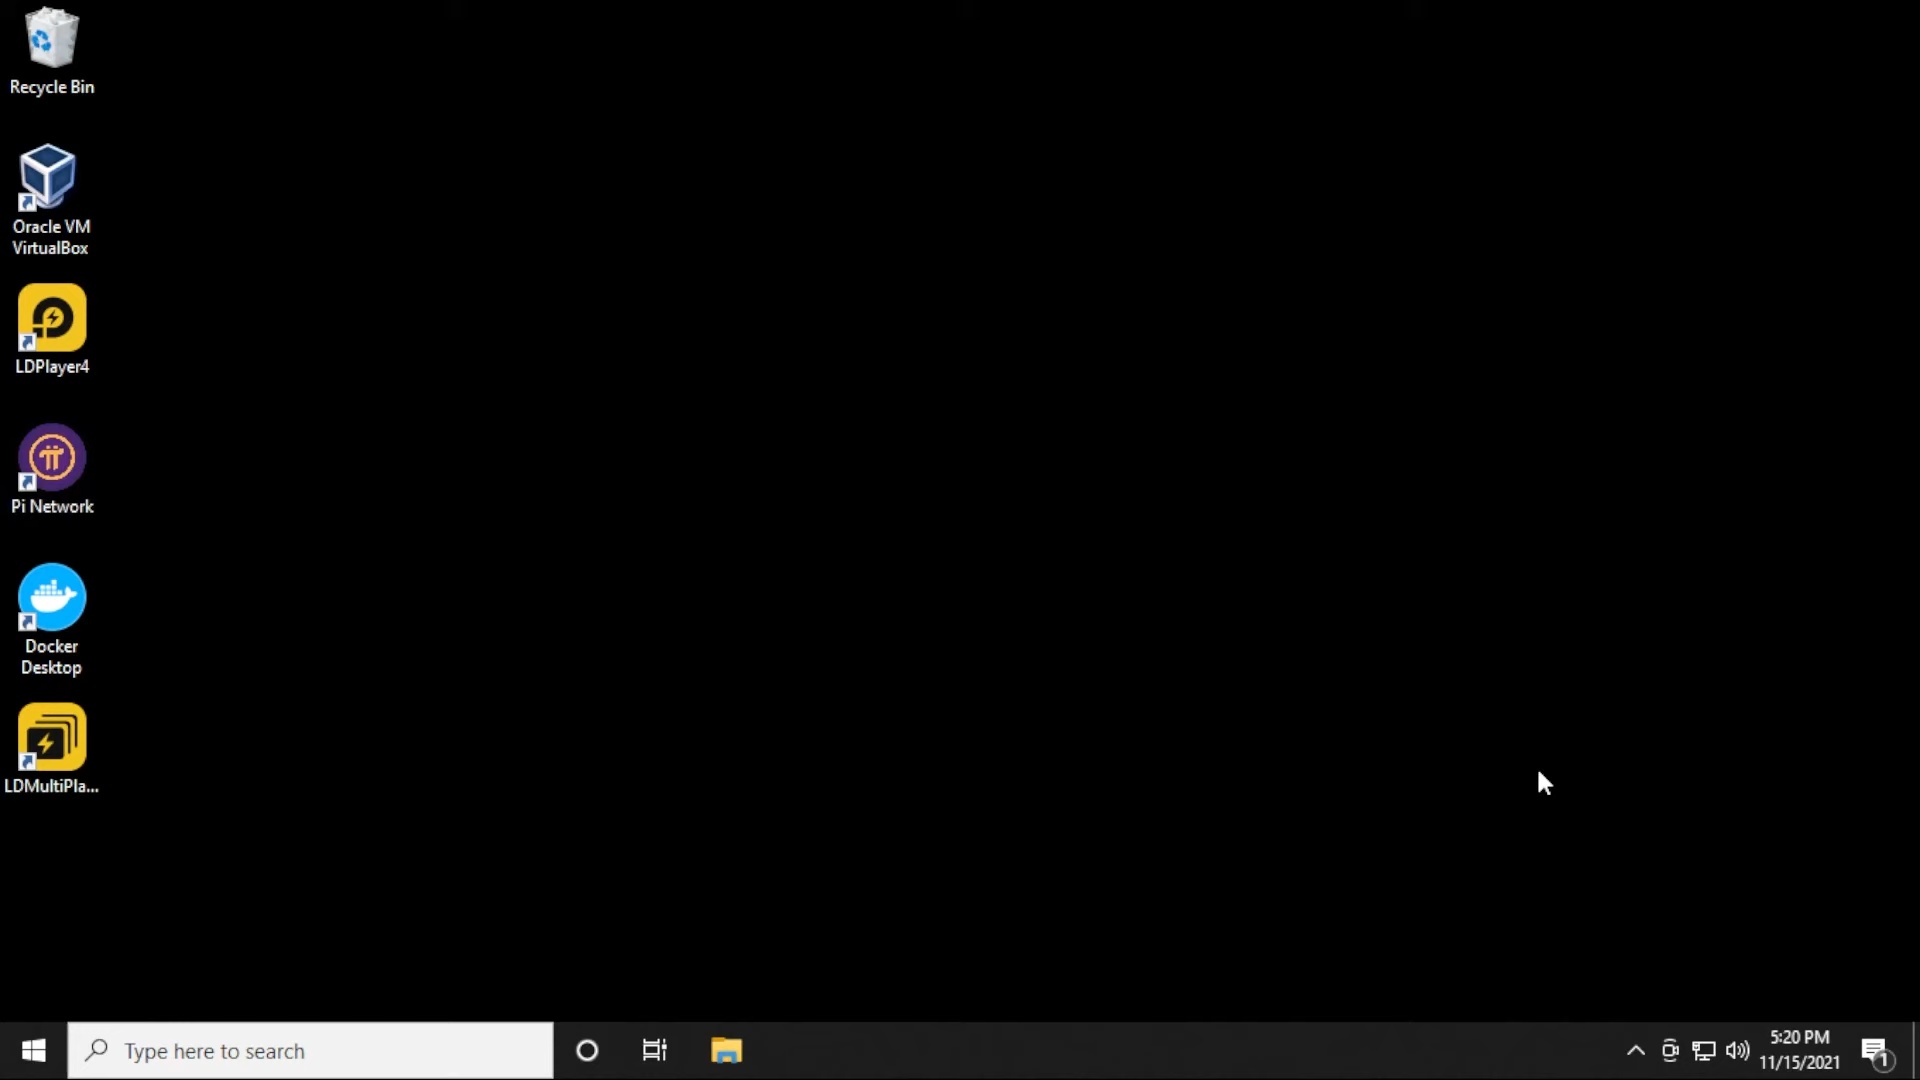 Recycle Bin
Oracle VM
VirtualBox
LDPlayer4
Pi Network
Docker
Desktop
LDMultiPla...
Type here to search
5:20 PM
11/15/2021
1